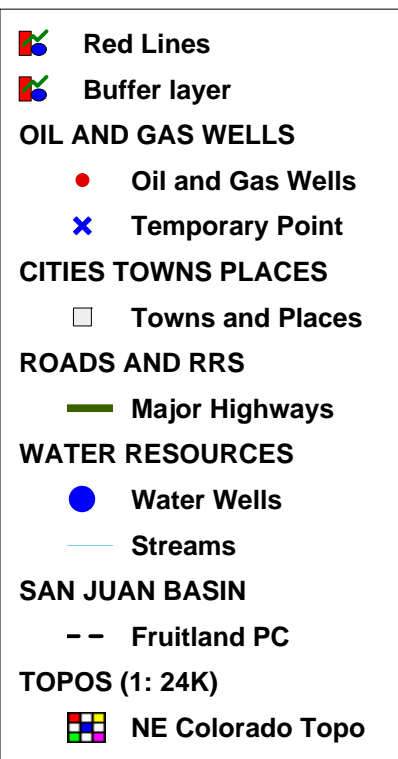 Red Lines
Buffer layer
OIL AND GAS WELLS
Oil and Gas Wells
Temporary Point
CITIES TOWNS PLACES
Towns and Places
ROADS AND RRS
Major Highways
WATER RESOURCES
Water Wells
Streams
SAN JUAN BASIN
Fruitland PC
TOPOS (1: 24K)
NE Colorado Topo